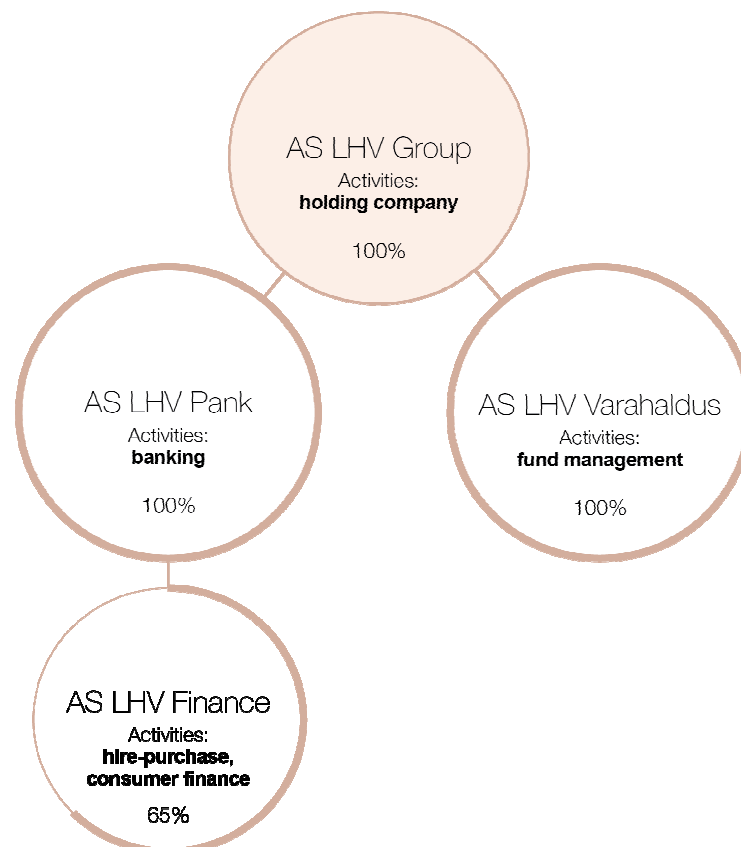 AS LHV Group
Activities:
holding company
100%
AS LHV Pank
Activities:
banking
100%
AS LHV Varahaldus
Activities:
fund management
100%
AS LHV Finance
Activities:
hire-purchase,
consumer finance
65%